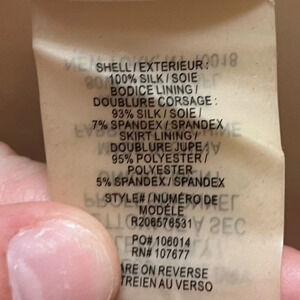 SHELL / EXTERIEUR :
100% SILK / SOIE
BODICE LINING /
DOUBLURE CORSAGE :
93% SILK / SOIE /
7% SPANDEX / SPANDEX
SKIRT LINING /
DOUBLURE JUPE
95% POLYESTER /
POLYESTER
5% SPANDEX / SPANDEX
STYLE# / NUMÉRO DE
MODÈLE
R206576531
PO# 106014
RN# 107677
ARE ON REVERSE
TREIEN AU VERSO